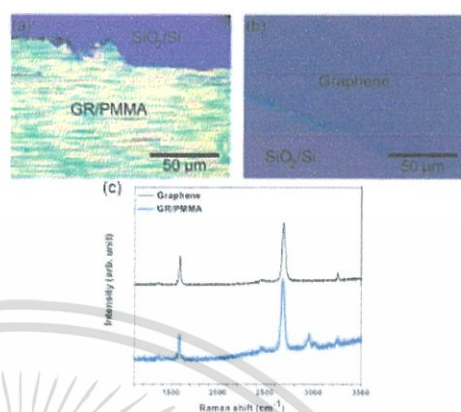 (a)
SiO2/Si
GR/PMMA
50 μm
(b)
Graphene
SiO2/Si
50 μm
(c)
Graphene
GR/PMMA
Intensity (arb. unit)
1500 2000 2500 3000 3500
Raman shift (cm-1)